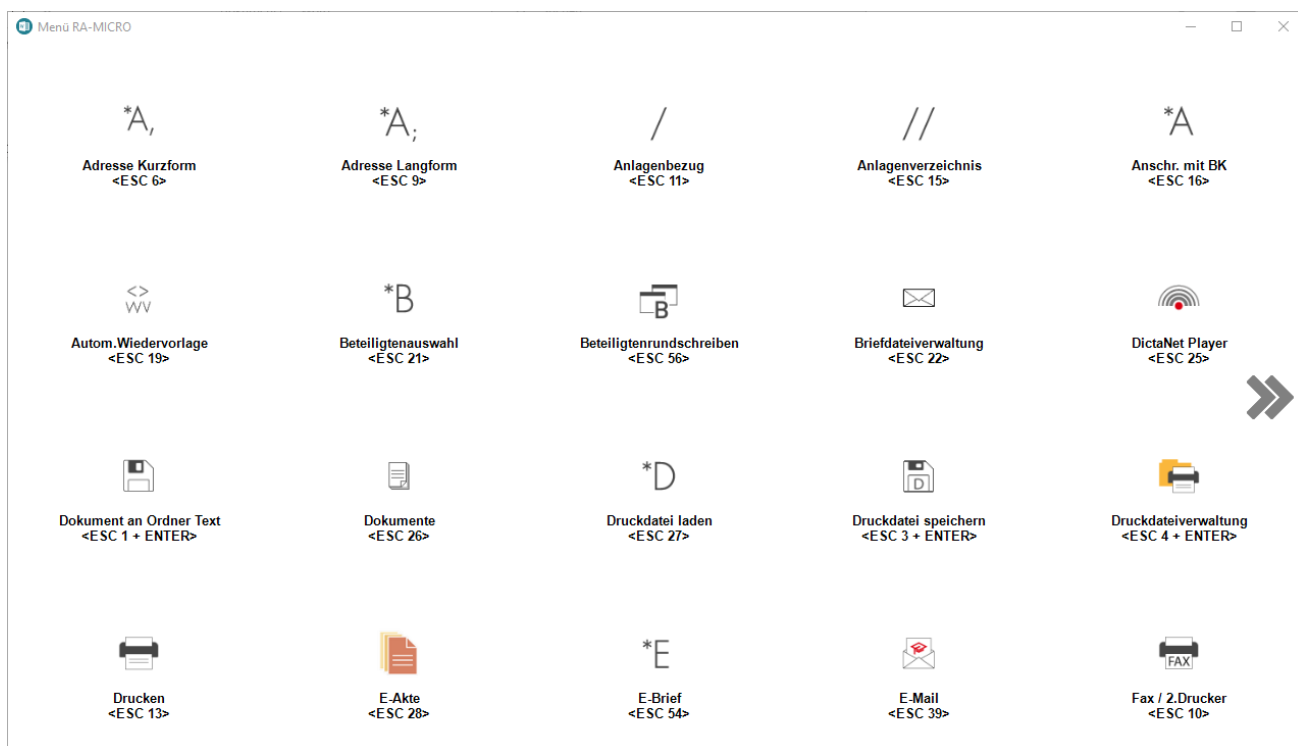 Menü RA-MICRO
*A,
*A;
/
//
*A
Adresse Kurzform
<ESC 6>
Adresse Langform
<ESC 9>
Anlagenbezug
<ESC 11>
Anlagenverzeichnis
<ESC 15>
Anschr. mit BK
<ESC 16>
<>
WV
*B
B
Autom.Wiedervorlage
<ESC 19>
Beteiligtenauswahl
<ESC 21>
Beteiligtenrundschreiben
<ESC 56>
Briefdateiverwaltung
<ESC 22>
DictaNet Player
<ESC 25>
*D
D
Dokument an Ordner Text
<ESC 1 + ENTER>
Dokumente
<ESC 26>
Druckdatei laden
<ESC 27>
Druckdatei speichern
<ESC 3 + ENTER>
Druckdateiverwaltung
<ESC 4 + ENTER>
*E
FAX
Drucken
<ESC 13>
E-Akte
<ESC 28>
E-Brief
<ESC 54>
E-Mail
<ESC 39>
Fax / 2.Drucker
<ESC 10>